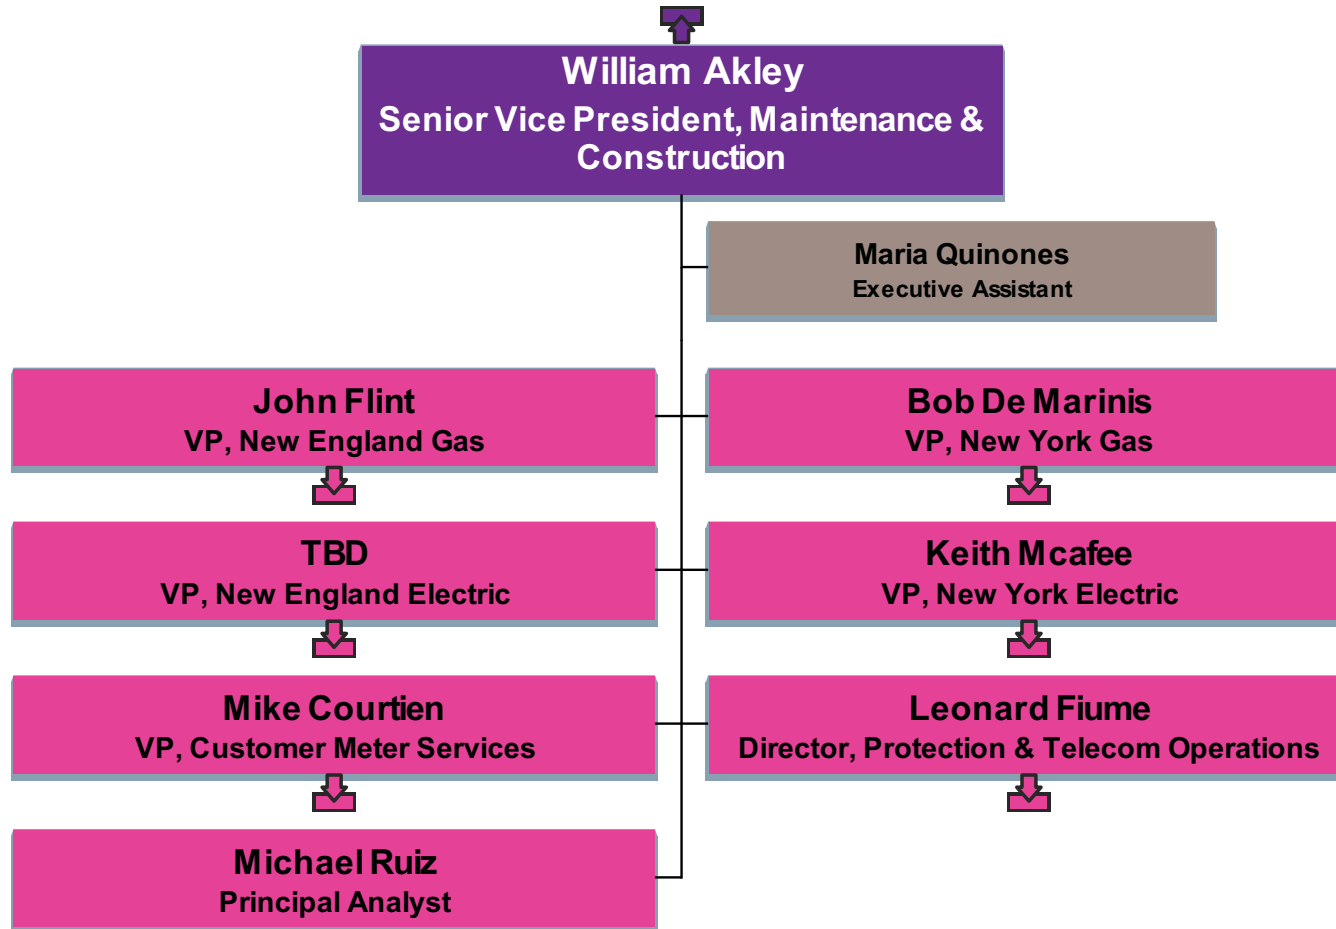 William Akley
Senior Vice President, Maintenance &
Construction
Maria Quinones
Executive Assistant
John Flint
VP, New England Gas
Bob De Marinis
VP, New York Gas
TBD
VP, New England Electric
Keith Mcafee
VP, New York Electric
Mike Courtien
VP, Customer Meter Services
Leonard Fiume
Director, Protection & Telecom Operations
Michael Ruiz
Principal Analyst